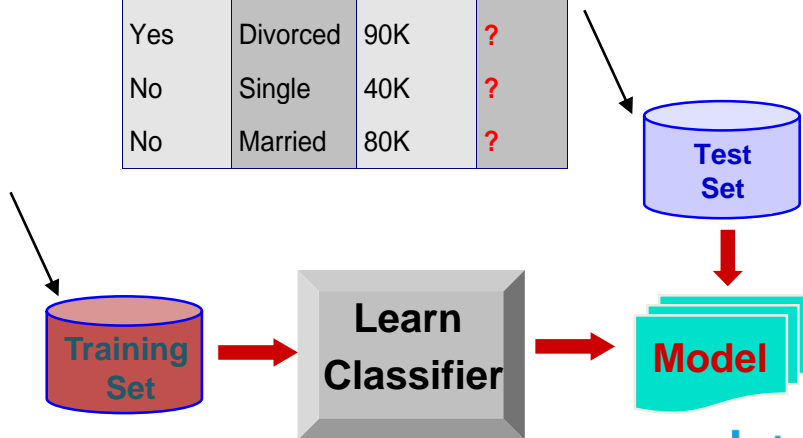 Yes Divorced 90K ?
No Single 40K ?
No Married 80K ?
Test
Set
Training
Set
Learn
Classifier
Model